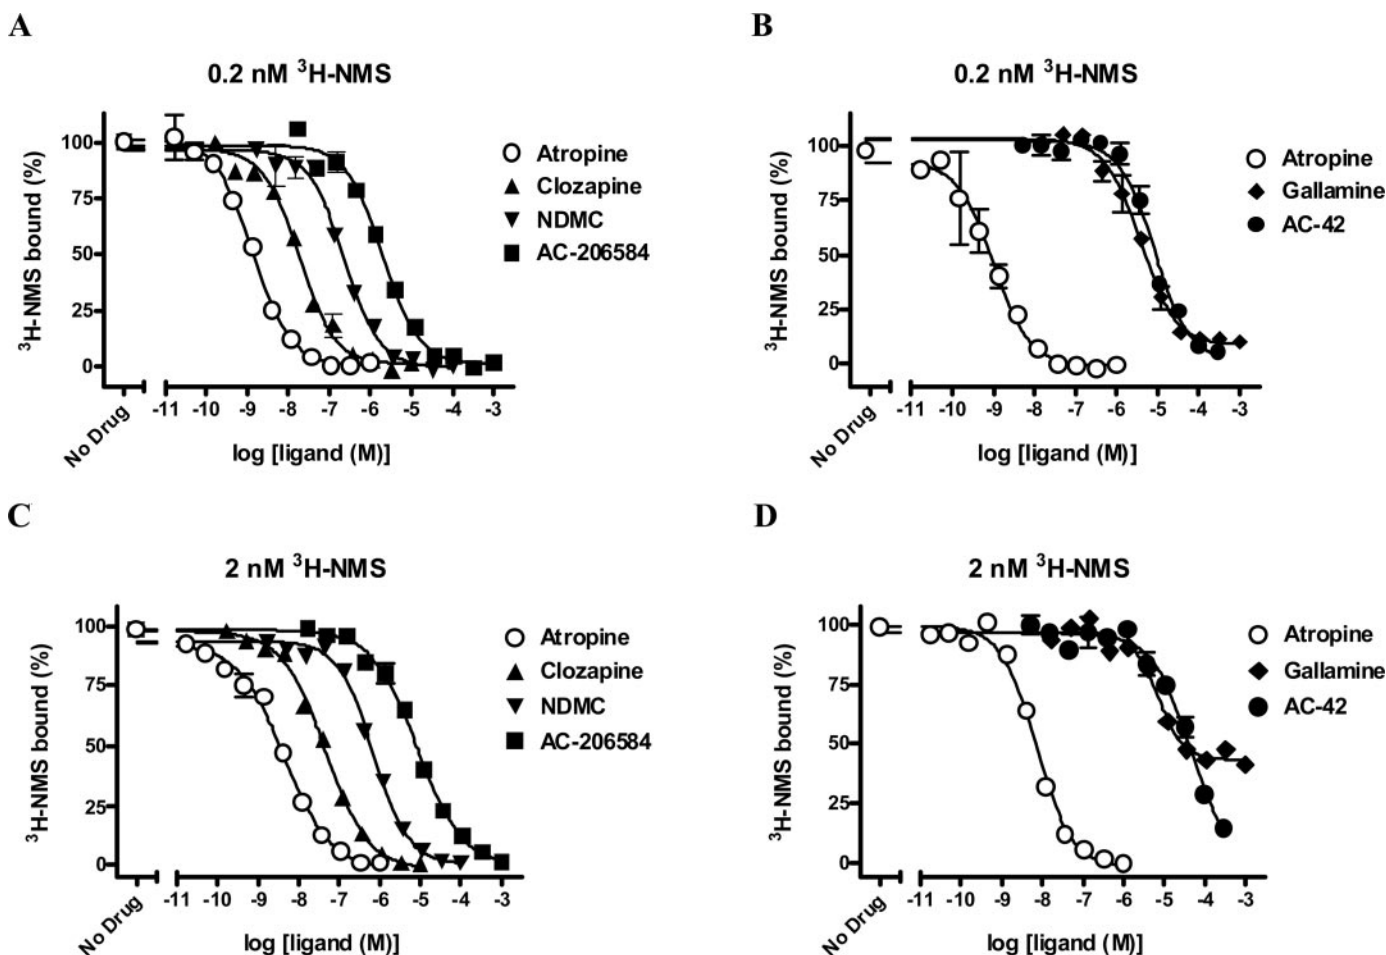 A
0.2 nM ³H-NMS
³H-NMS bound (%)
100
75
50
25
0
No Drug
-11 -10 -9 -8 -7 -6 -5 -4 -3
log [ligand (M)]
Atropine
Clozapine
NDMC
AC-206584
B
0.2 nM ³H-NMS
³H-NMS bound (%)
100
75
50
25
0
No Drug
-11 -10 -9 -8 -7 -6 -5 -4 -3
log [ligand (M)]
Atropine
Gallamine
AC-42
C
2 nM ³H-NMS
³H-NMS bound (%)
100
75
50
25
0
No Drug
-11 -10 -9 -8 -7 -6 -5 -4 -3
log [ligand (M)]
Atropine
Clozapine
NDMC
AC-206584
D
2 nM ³H-NMS
³H-NMS bound (%)
100
75
50
25
0
No Drug
-11 -10 -9 -8 -7 -6 -5 -4 -3
log [ligand (M)]
Atropine
Gallamine
AC-42